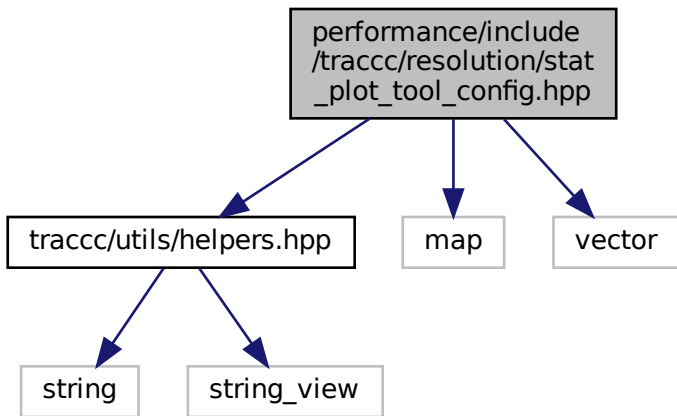 performance/include
/traccc/resolution/stat
_plot_tool_config.hpp
traccc/utils/helpers.hpp
map
vector
string
string_view